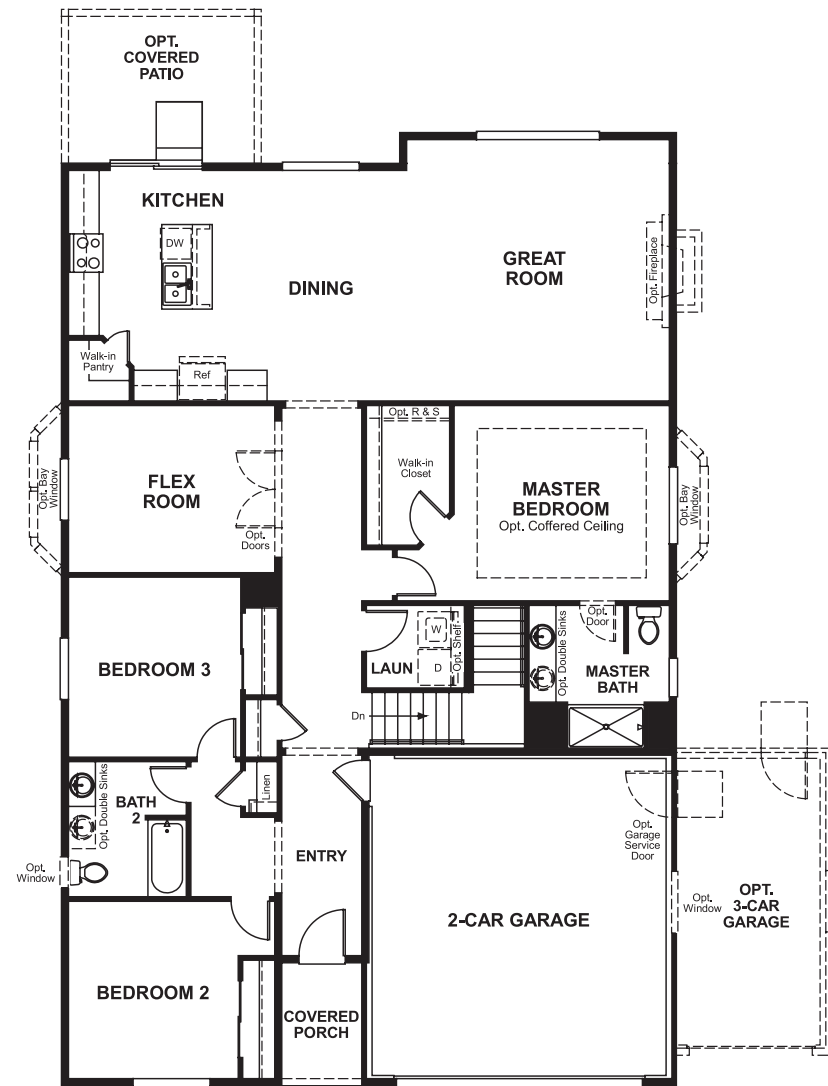 OPT.
COVERED
PATIO
KITCHEN
DW
GREAT
ROOM
Opt. Fireplace
DINING
Walk-in
Pantry
Ref
Opt. R & S
Walk-in
Closet
FLEX
ROOM
Opt. Bay
Window
Opt.
Doors
MASTER
BEDROOM
Opt. Coffered Ceiling
Opt. Bay
Window
W
D
Opt. Shelf
LAUN
Opt. Double Sinks
Opt.
Door
MASTER
BATH
BEDROOM 3
Dn
Linen
Opt. Double Sinks
BATH
2
Opt.
Window
ENTRY
Opt.
Garage
Service
Door
2-CAR GARAGE
Opt.
Window
OPT.
3-CAR
GARAGE
BEDROOM 2
COVERED
PORCH